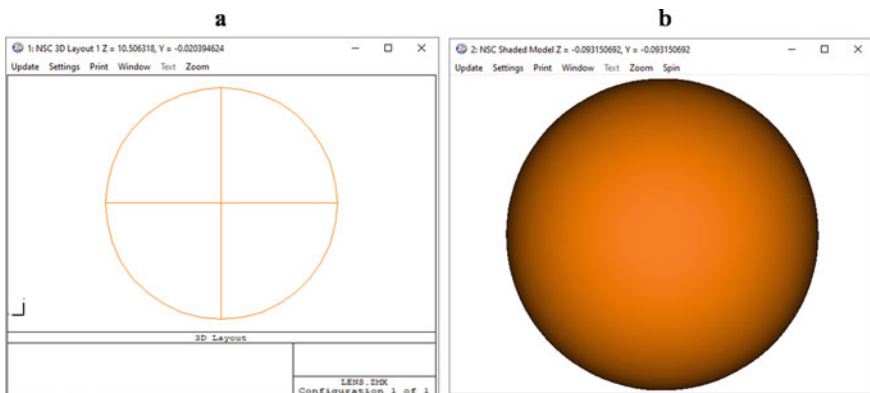 a
b
1: NSC 3D Layout 1 Z = 10.506318, Y = -0.020394624
Update Settings Print Window Text Zoom
3D Layout
LENS.ZMX
Configuration 1 of 1
2: NSC Shaded Model Z = -0.093150692, Y = -0.093150692
Update Settings Print Window Text Zoom Spin